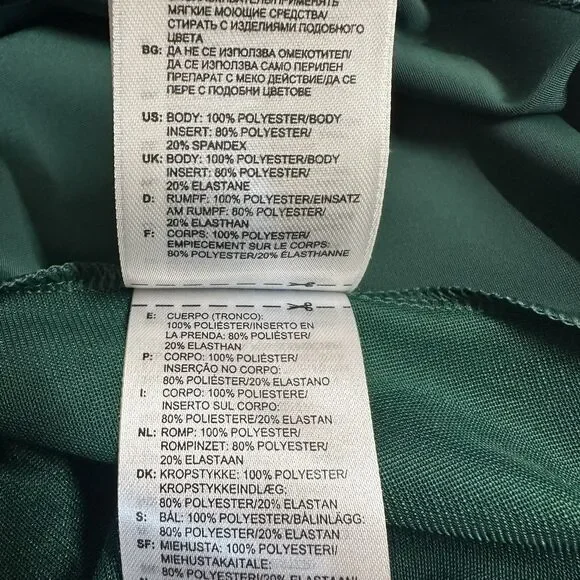 МЯГКИЕ МОЮЩИЕ СРЕДСТВА/
СТИРАТЬ С ИЗДЕЛИЯМИ ПОДОБНОГО
ЦВЕТА
BG: ДА НЕ СЕ ИЗПОЛЗВА ОМЕКОТИТЕЛ/
ДА СЕ ИЗПОЛЗВА САМО ПЕРИЛЕН
ПРЕПАРАТ С МЕКО ДЕЙСТВИЕ/ДА СЕ
ПЕРЕ С ПОДОБНИ ЦВЕТОВЕ
US: BODY: 100% POLYESTER/BODY
INSERT: 80% POLYESTER/
20% SPANDEX
UK: BODY: 100% POLYESTER/BODY
INSERT: 80% POLYESTER/
20% ELASTANE
D: RUMPF: 100% POLYESTER/EINSATZ
AM RUMPF: 80% POLYESTER/
20% ELASTHAN
F: CORPS: 100% POLYESTER/
EMPIECEMENT SUR LE CORPS:
80% POLYESTER/20% ÉLASTHANNE
E: CUERPO (TRONCO):
100% POLIÉSTER/INSERTO EN
LA PRENDA: 80% POLIÉSTER/
20% ELASTHAN
P: CORPO: 100% POLIÉSTER/
INSERÇÃO NO CORPO:
80% POLIÉSTER/20% ELASTANO
I: CORPO: 100% POLIESTERE/
INSERTO SUL CORPO:
80% POLIESTERE/20% ELASTAN
NL: ROMP: 100% POLYESTER/
ROMPINZET: 80% POLYESTER/
20% ELASTAAN
DK: KROPSTYKKE: 100% POLYESTER/
KROPSTYKKEINDLÆG:
80% POLYESTER/20% ELASTAN
S: BÅL: 100% POLYESTER/BÅLINLÄGG:
80% POLYESTER/20% ELASTAN
SF: MIEHUSTA: 100% POLYESTERI/
MIEHUSTAKAITALE:
80% POLYESTERI/20% ELASTAANI